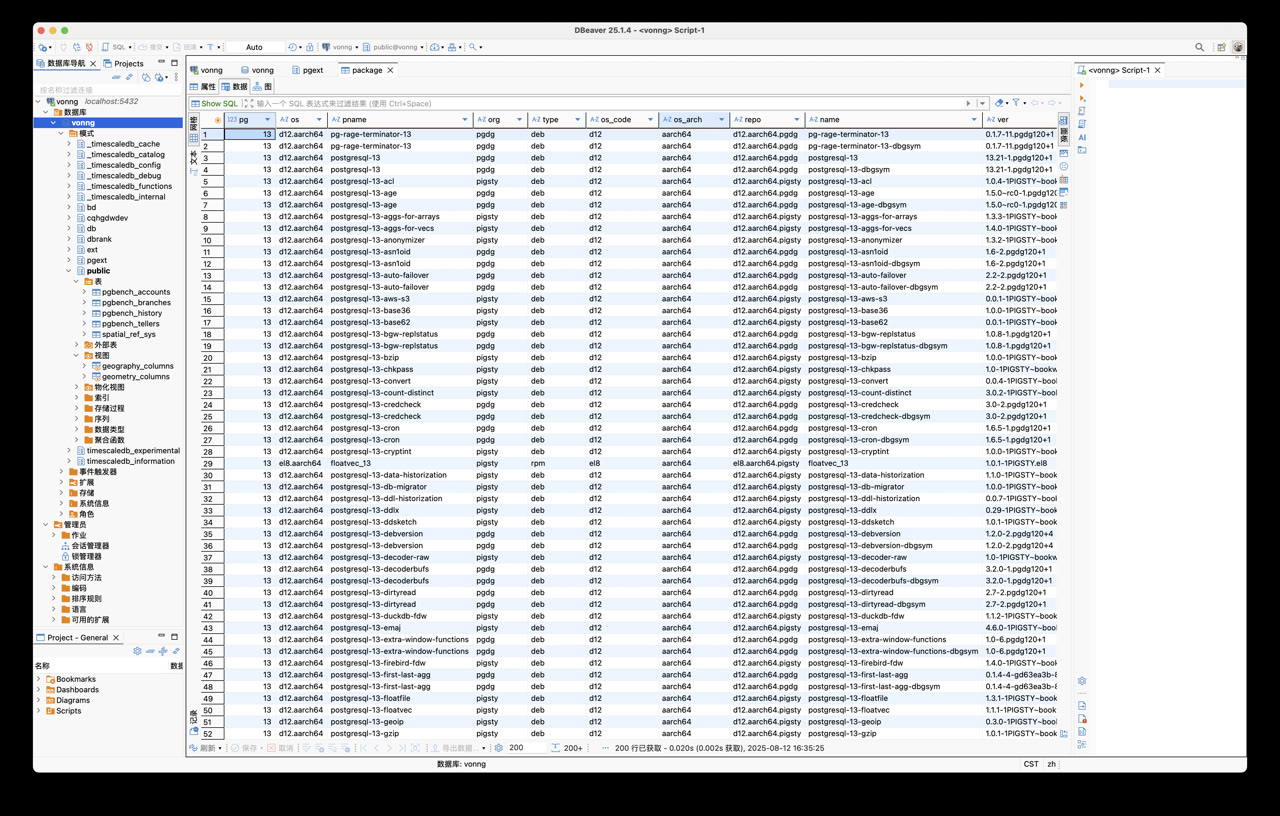 DBeaver 25.1.4 - <vonng> Script-1
SQL 提交 回滚 T Auto vonng public@vonng
数据库导航 Projects
按名称过滤连接
vonng localhost:5432
数据库
vonng
模式
_timescaledb_cache
_timescaledb_catalog
_timescaledb_config
_timescaledb_debug
_timescaledb_functions
_timescaledb_internal
bd
cqhgdwdev
db
dbrank
ext
pgext
public
表
pgbench_accounts
pgbench_branches
pgbench_history
pgbench_tellers
spatial_ref_sys
外部表
视图
geography_columns
geometry_columns
物化视图
索引
存储过程
序列
数据类型
聚合函数
timescaledb_experimental
timescaledb_information
事件触发器
扩展
存储
系统信息
角色
管理员
作业
会话管理器
锁管理器
系统信息
访问方法
编码
排序规则
语言
可用的扩展
Project - General
名称 数据
Bookmarks
Dashboards
Diagrams
Scripts
vonng vonng pgext package
属性 数据 图
Show SQL 输入一个 SQL 表达式来过滤结果 (使用 Ctrl+Space)
网格
文本
记录
123 pg A-Z os A-Z pname A-Z org A-Z type A-Z os_code A-Z os_arch A-Z repo A-Z name A-Z ver
1 13 d12.aarch64 pg-rage-terminator-13 pgdg deb d12 aarch64 d12.aarch64.pgdg pg-rage-terminator-13 0.1.7-11.pgdg120+1
2 13 d12.aarch64 pg-rage-terminator-13 pgdg deb d12 aarch64 d12.aarch64.pgdg pg-rage-terminator-13-dbgsym 0.1.7-11.pgdg120+1
3 13 d12.aarch64 postgresql-13 pgdg deb d12 aarch64 d12.aarch64.pgdg postgresql-13 13.21-1.pgdg120+1
4 13 d12.aarch64 postgresql-13 pgdg deb d12 aarch64 d12.aarch64.pgdg postgresql-13-dbgsym 13.21-1.pgdg120+1
5 13 d12.aarch64 postgresql-13-acl pigsty deb d12 aarch64 d12.aarch64.pigsty postgresql-13-acl 1.0.4-1PIGSTY~book
6 13 d12.aarch64 postgresql-13-age pgdg deb d12 aarch64 d12.aarch64.pgdg postgresql-13-age 1.5.0~rc0-1.pgdg120
7 13 d12.aarch64 postgresql-13-age pgdg deb d12 aarch64 d12.aarch64.pgdg postgresql-13-age-dbgsym 1.5.0~rc0-1.pgdg120
8 13 d12.aarch64 postgresql-13-aggs-for-arrays pigsty deb d12 aarch64 d12.aarch64.pigsty postgresql-13-aggs-for-arrays 1.3.3-1PIGSTY~book
9 13 d12.aarch64 postgresql-13-aggs-for-vecs pigsty deb d12 aarch64 d12.aarch64.pigsty postgresql-13-aggs-for-vecs 1.4.0-1PIGSTY~book
10 13 d12.aarch64 postgresql-13-anonymizer pigsty deb d12 aarch64 d12.aarch64.pigsty postgresql-13-anonymizer 1.3.2-1PIGSTY~book
11 13 d12.aarch64 postgresql-13-asn1oid pgdg deb d12 aarch64 d12.aarch64.pgdg postgresql-13-asn1oid 1.6-2.pgdg120+1
12 13 d12.aarch64 postgresql-13-asn1oid pgdg deb d12 aarch64 d12.aarch64.pgdg postgresql-13-asn1oid-dbgsym 1.6-2.pgdg120+1
13 13 d12.aarch64 postgresql-13-auto-failover pgdg deb d12 aarch64 d12.aarch64.pgdg postgresql-13-auto-failover 2.2-2.pgdg120+1
14 13 d12.aarch64 postgresql-13-auto-failover pgdg deb d12 aarch64 d12.aarch64.pgdg postgresql-13-auto-failover-dbgsym 2.2-2.pgdg120+1
15 13 d12.aarch64 postgresql-13-aws-s3 pigsty deb d12 aarch64 d12.aarch64.pigsty postgresql-13-aws-s3 0.0.1-1PIGSTY~book
16 13 d12.aarch64 postgresql-13-base36 pigsty deb d12 aarch64 d12.aarch64.pigsty postgresql-13-base36 1.0.0-1PIGSTY~book
17 13 d12.aarch64 postgresql-13-base62 pigsty deb d12 aarch64 d12.aarch64.pigsty postgresql-13-base62 0.0.1-1PIGSTY~book
18 13 d12.aarch64 postgresql-13-bgw-replstatus pgdg deb d12 aarch64 d12.aarch64.pgdg postgresql-13-bgw-replstatus 1.0.8-1.pgdg120+1
19 13 d12.aarch64 postgresql-13-bgw-replstatus pgdg deb d12 aarch64 d12.aarch64.pgdg postgresql-13-bgw-replstatus-dbgsym 1.0.8-1.pgdg120+1
20 13 d12.aarch64 postgresql-13-bzip pigsty deb d12 aarch64 d12.aarch64.pigsty postgresql-13-bzip 1.0.0-1PIGSTY~book
21 13 d12.aarch64 postgresql-13-chkpass pigsty deb d12 aarch64 d12.aarch64.pigsty postgresql-13-chkpass 1.0-1PIGSTY~bookw
22 13 d12.aarch64 postgresql-13-convert pigsty deb d12 aarch64 d12.aarch64.pigsty postgresql-13-convert 0.0.4-1PIGSTY~book
23 13 d12.aarch64 postgresql-13-count-distinct pigsty deb d12 aarch64 d12.aarch64.pigsty postgresql-13-count-distinct 3.0.2-1PIGSTY~book
24 13 d12.aarch64 postgresql-13-credcheck pgdg deb d12 aarch64 d12.aarch64.pgdg postgresql-13-credcheck 3.0-2.pgdg120+1
25 13 d12.aarch64 postgresql-13-credcheck pgdg deb d12 aarch64 d12.aarch64.pgdg postgresql-13-credcheck-dbgsym 3.0-2.pgdg120+1
26 13 d12.aarch64 postgresql-13-cron pgdg deb d12 aarch64 d12.aarch64.pgdg postgresql-13-cron 1.6.5-1.pgdg120+1
27 13 d12.aarch64 postgresql-13-cron pgdg deb d12 aarch64 d12.aarch64.pgdg postgresql-13-cron-dbgsym 1.6.5-1.pgdg120+1
28 13 d12.aarch64 postgresql-13-cryptint pigsty deb d12 aarch64 d12.aarch64.pigsty postgresql-13-cryptint 1.0.0-1PIGSTY~book
29 13 el8.aarch64 floatvec_13 pigsty rpm el8 aarch64 el8.aarch64.pigsty floatvec_13 1.0.1-1PIGSTY.el8
30 13 d12.aarch64 postgresql-13-data-historization pigsty deb d12 aarch64 d12.aarch64.pigsty postgresql-13-data-historization 1.1.0-1PIGSTY~book
31 13 d12.aarch64 postgresql-13-db-migrator pigsty deb d12 aarch64 d12.aarch64.pigsty postgresql-13-db-migrator 1.0.0-1PIGSTY~book
32 13 d12.aarch64 postgresql-13-ddl-historization pigsty deb d12 aarch64 d12.aarch64.pigsty postgresql-13-ddl-historization 0.0.7-1PIGSTY~book
33 13 d12.aarch64 postgresql-13-ddlx pigsty deb d12 aarch64 d12.aarch64.pigsty postgresql-13-ddlx 0.29-1PIGSTY~book
34 13 d12.aarch64 postgresql-13-ddsketch pigsty deb d12 aarch64 d12.aarch64.pigsty postgresql-13-ddsketch 1.0.1-1PIGSTY~book
35 13 d12.aarch64 postgresql-13-debversion pgdg deb d12 aarch64 d12.aarch64.pgdg postgresql-13-debversion 1.2.0-2.pgdg120+4
36 13 d12.aarch64 postgresql-13-debversion pgdg deb d12 aarch64 d12.aarch64.pgdg postgresql-13-debversion-dbgsym 1.2.0-2.pgdg120+4
37 13 d12.aarch64 postgresql-13-decoder-raw pigsty deb d12 aarch64 d12.aarch64.pigsty postgresql-13-decoder-raw 1.0-1PIGSTY~bookw
38 13 d12.aarch64 postgresql-13-decoderbufs pgdg deb d12 aarch64 d12.aarch64.pgdg postgresql-13-decoderbufs 3.2.0-1.pgdg120+1
39 13 d12.aarch64 postgresql-13-decoderbufs pgdg deb d12 aarch64 d12.aarch64.pgdg postgresql-13-decoderbufs-dbgsym 3.2.0-1.pgdg120+1
40 13 d12.aarch64 postgresql-13-dirtyread pgdg deb d12 aarch64 d12.aarch64.pgdg postgresql-13-dirtyread 2.7-2.pgdg120+1
41 13 d12.aarch64 postgresql-13-dirtyread pgdg deb d12 aarch64 d12.aarch64.pgdg postgresql-13-dirtyread-dbgsym 2.7-2.pgdg120+1
42 13 d12.aarch64 postgresql-13-duckdb-fdw pigsty deb d12 aarch64 d12.aarch64.pigsty postgresql-13-duckdb-fdw 1.1.2-1PIGSTY~book
43 13 d12.aarch64 postgresql-13-emaj pigsty deb d12 aarch64 d12.aarch64.pigsty postgresql-13-emaj 4.6.0-1PIGSTY~book
44 13 d12.aarch64 postgresql-13-extra-window-functions pgdg deb d12 aarch64 d12.aarch64.pgdg postgresql-13-extra-window-functions 1.0-6.pgdg120+1
45 13 d12.aarch64 postgresql-13-extra-window-functions pgdg deb d12 aarch64 d12.aarch64.pgdg postgresql-13-extra-window-functions-dbgsym 1.0-6.pgdg120+1
46 13 d12.aarch64 postgresql-13-firebird-fdw pigsty deb d12 aarch64 d12.aarch64.pigsty postgresql-13-firebird-fdw 1.4.0-1PIGSTY~book
47 13 d12.aarch64 postgresql-13-first-last-agg pgdg deb d12 aarch64 d12.aarch64.pgdg postgresql-13-first-last-agg 0.1.4-4-gd63ea3b-8
48 13 d12.aarch64 postgresql-13-first-last-agg pgdg deb d12 aarch64 d12.aarch64.pgdg postgresql-13-first-last-agg-dbgsym 0.1.4-4-gd63ea3b-8
49 13 d12.aarch64 postgresql-13-floatfile pigsty deb d12 aarch64 d12.aarch64.pigsty postgresql-13-floatfile 1.3.1-1PIGSTY~book
50 13 d12.aarch64 postgresql-13-floatvec pigsty deb d12 aarch64 d12.aarch64.pigsty postgresql-13-floatvec 1.1.1-1PIGSTY~book
51 13 d12.aarch64 postgresql-13-geoip pigsty deb d12 aarch64 d12.aarch64.pigsty postgresql-13-geoip 0.3.0-1PIGSTY~book
52 13 d12.aarch64 postgresql-13-gzip pigsty deb d12 aarch64 d12.aarch64.pigsty postgresql-13-gzip 1.0.1-1PIGSTY~book
刷新 保存 取消 导出数据... 200 200+ ··· 200 行已获取 - 0.020s (0.002s 获取), 2025-08-12 16:35:25
<vonng> Script-1
AI
数据库: vonng CST zh